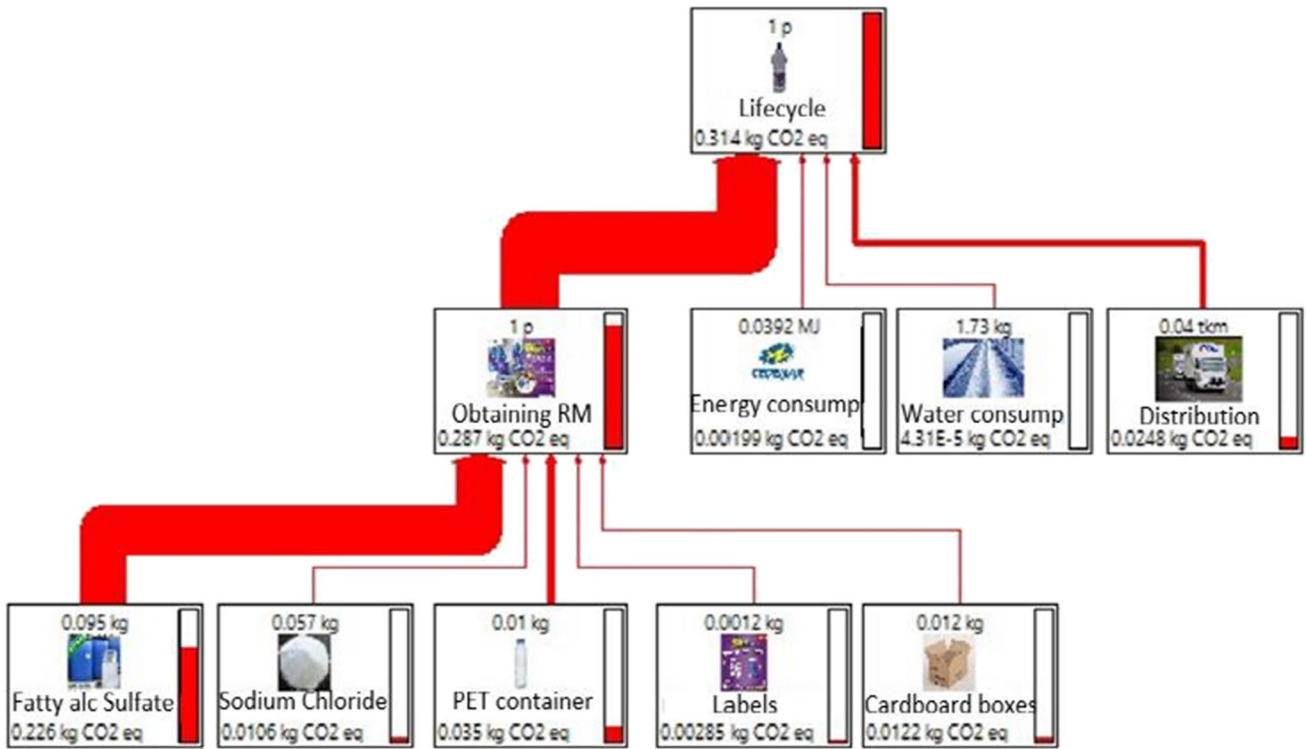 1 p
Lifecycle
0.314 kg CO2 eq
1 p
Obtaining RM
0.287 kg CO2 eq
0.0392 MJ
Energy consump
0.00199 kg CO2 eq
1.73 kg
Water consump
4.31E-5 kg CO2 eq
0.04 tkm
Distribution
0.0248 kg CO2 eq
0.095 kg
Fatty alc Sulfate
0.226 kg CO2 eq
0.057 kg
Sodium Chloride
0.0106 kg CO2 eq
0.01 kg
PET container
0.035 kg CO2 eq
0.0012 kg
Labels
0.00285 kg CO2 eq
0.012 kg
Cardboard boxes
0.0122 kg CO2 eq